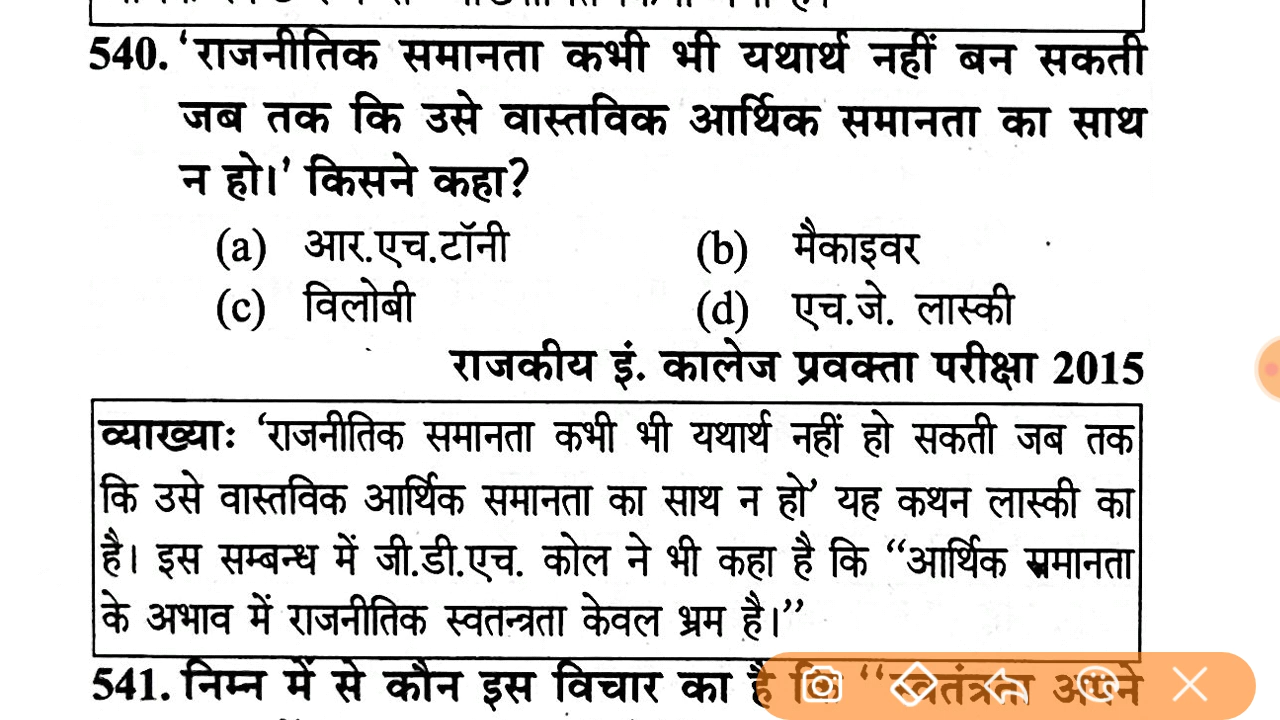 540. 'राजनीतिक समानता कभी भी यथार्थ नहीं बन सकती
जब तक कि उसे वास्तविक आर्थिक समानता का साथ
न हो।' किसने कहा?
(a) आर.एच.टॉनी (b) मैकाइवर
(c) विलोबी (d) एच.जे. लास्की
राजकीय इं. कालेज प्रवक्ता परीक्षा 2015
व्याख्याः 'राजनीतिक समानता कभी भी यथार्थ नहीं हो सकती जब तक
कि उसे वास्तविक आर्थिक समानता का साथ न हो' यह कथन लास्की का
है। इस सम्बन्ध में जी.डी.एच. कोल ने भी कहा है कि "आर्थिक समानता
के अभाव में राजनीतिक स्वतन्त्रता केवल भ्रम है।"
541. निम्न में से कौन इस विचार का है कि "स्वतंत्रता अपने